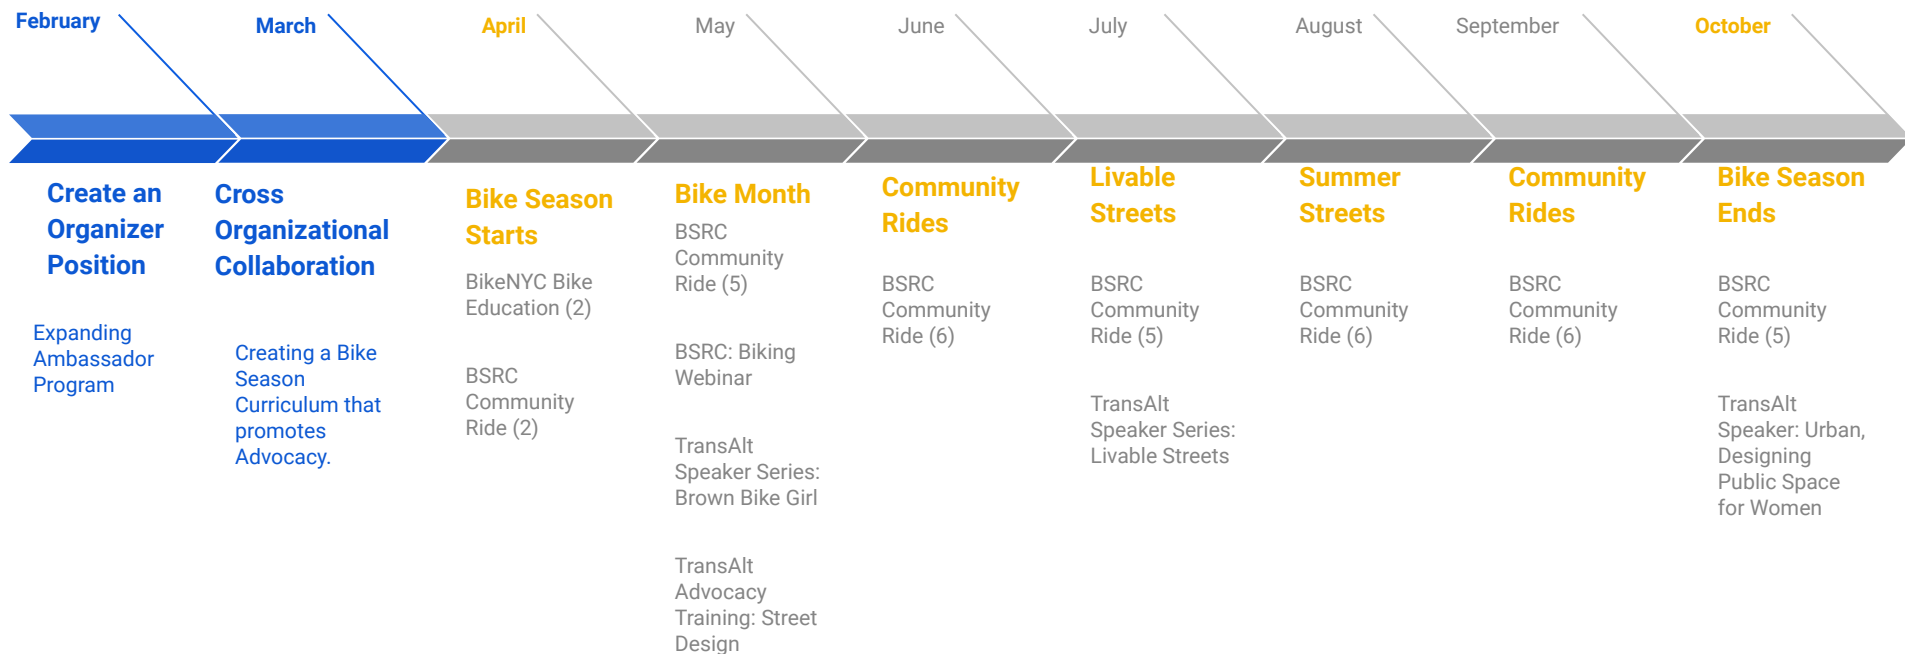 February
March
April
May
June
July
August
September
October
Create an
Organizer
Position
Expanding
Ambassador
Program
Cross
Organizational
Collaboration
Creating a Bike
Season
Curriculum that
promotes
Advocacy.
Bike Season
Starts
BikeNYC Bike
Education (2)
BSRC
Community
Ride (2)
Bike Month
BSRC
Community
Ride (5)
BSRC: Biking
Webinar
TransAlt
Speaker Series:
Brown Bike Girl
TransAlt
Advocacy
Training: Street
Design
Community
Rides
BSRC
Community
Ride (6)
Livable
Streets
BSRC
Community
Ride (5)
TransAlt
Speaker Series:
Livable Streets
Summer
Streets
BSRC
Community
Ride (6)
Community
Rides
BSRC
Community
Ride (6)
Bike Season
Ends
BSRC
Community
Ride (5)
TransAlt
Speaker: Urban,
Designing
Public Space
for Women